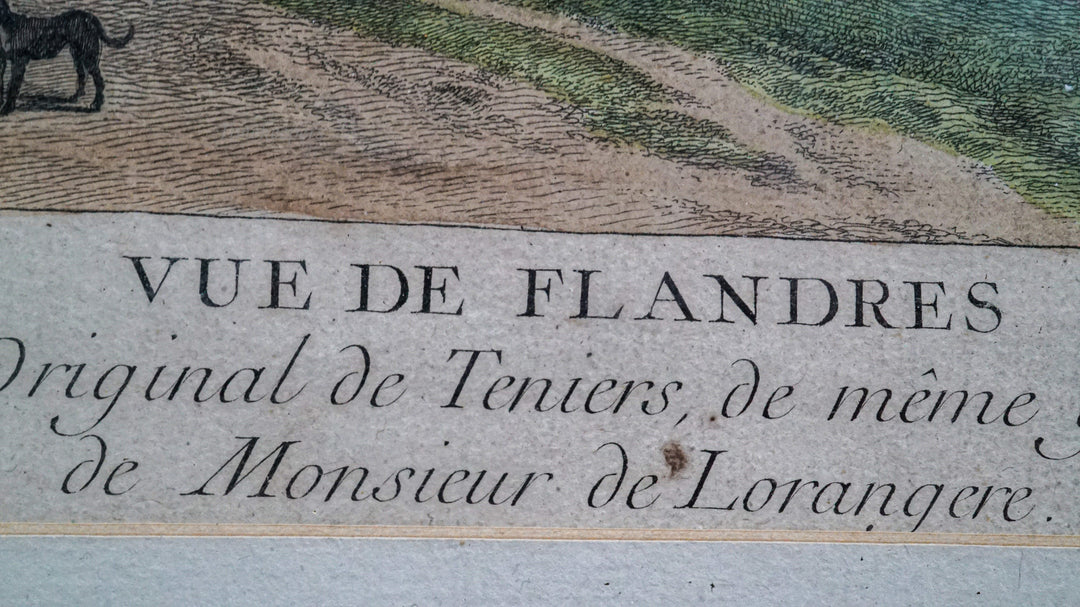 VUE DE FLANDRES
Original de Teniers, de même
de Monsieur de Lorangere.